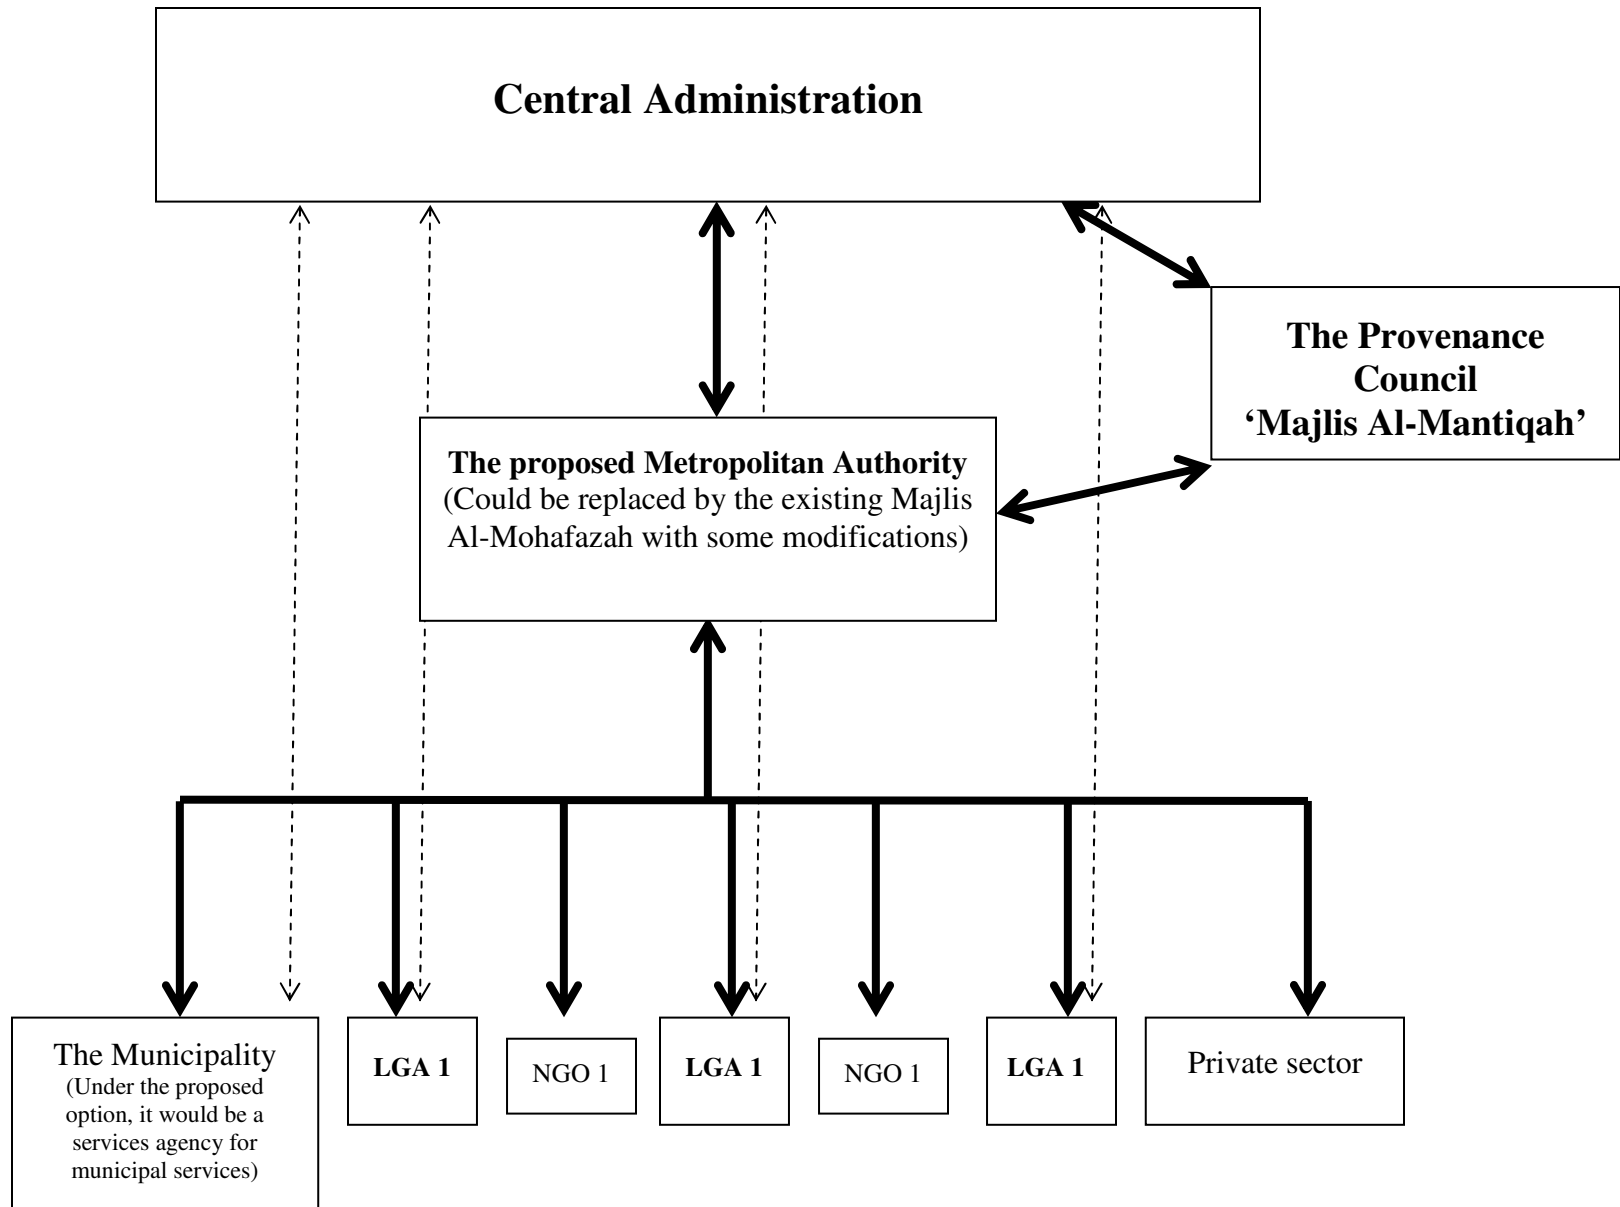 Central Administration
The Provenance
Council
‘Majlis Al-Mantiqah’
The proposed Metropolitan Authority
(Could be replaced by the existing Majlis
Al-Mohafazah with some modifications)
The Municipality
(Under the proposed
option, it would be a
services agency for
municipal services)
LGA 1
NGO 1
LGA 1
NGO 1
LGA 1
Private sector